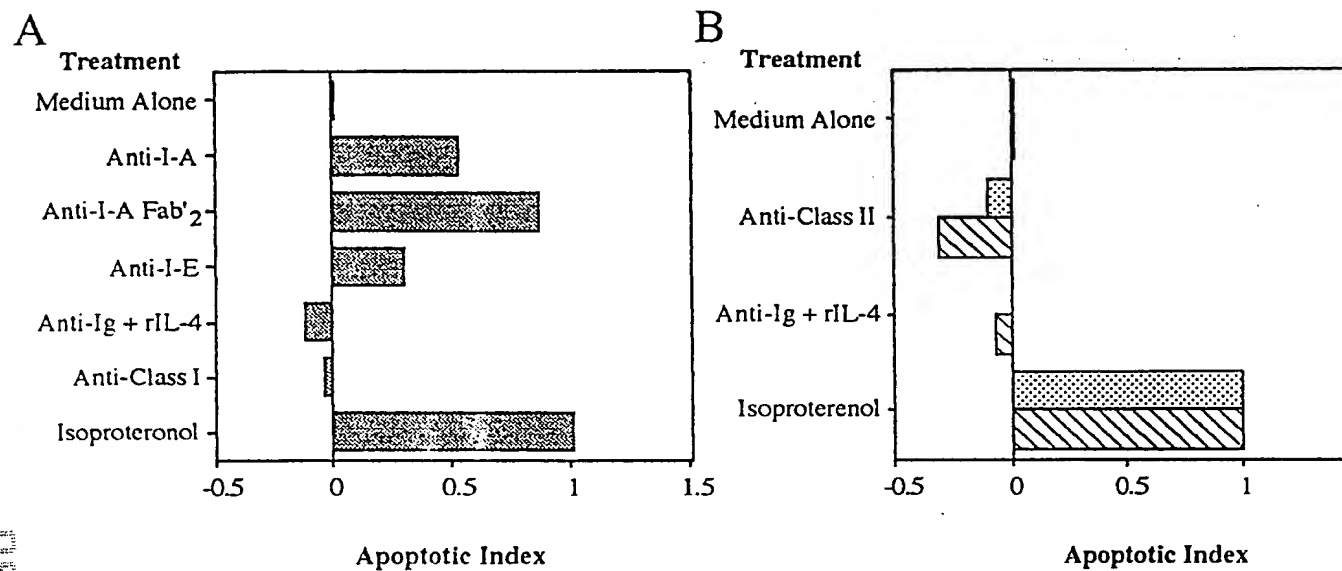 A
Treatment
Medium Alone
Anti-I-A
Anti-I-A Fab'2
Anti-I-E
Anti-Ig + rIL-4
Anti-Class I
Isoproteronol
-0.5 0 0.5 1 1.5
Apoptotic Index
B
Treatment
Medium Alone
Anti-Class II
Anti-Ig + rIL-4
Isoproterenol
-0.5 0 0.5 1
Apoptotic Index